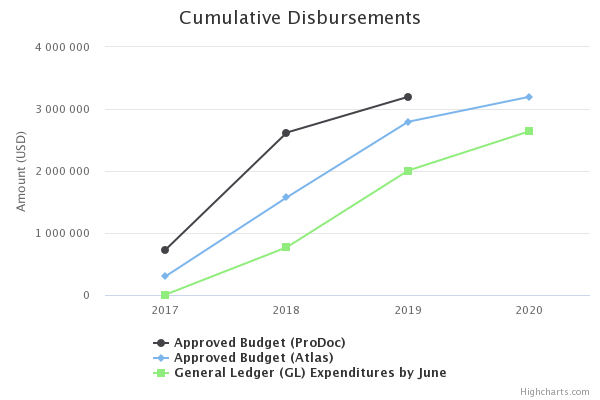 Cumulative Disbursements
4 000 000
3 000 000
2 000 000
1 000 000
0
Amount (USD)
2017 2018 2019 2020
Approved Budget (ProDoc)
Approved Budget (Atlas)
General Ledger (GL) Expenditures by June
Highcharts.com